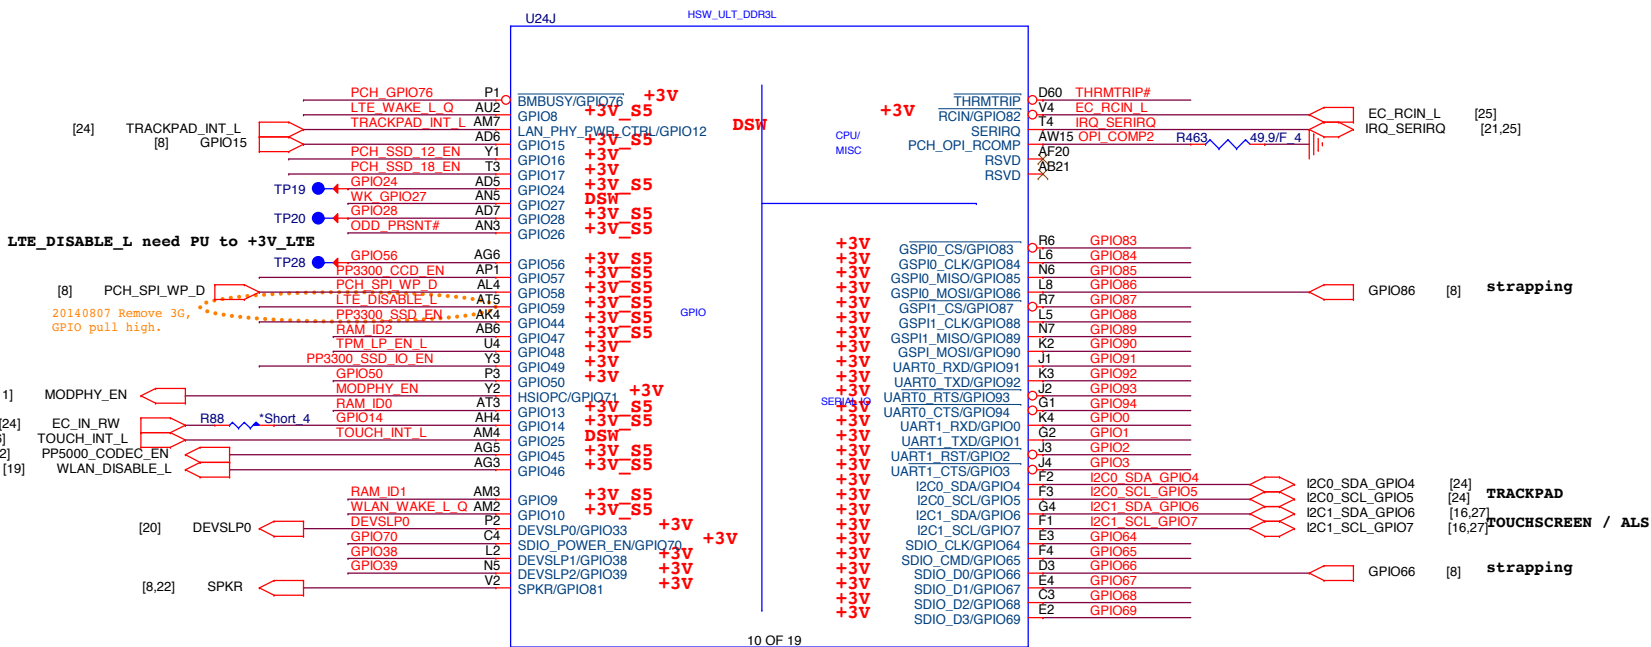 U24J
HSW_ULT_DDR3L
PCH_GPIO76 P1 BMBUSY/GPIO76 +3V
LTE_WAKE_L_Q AU2 GPIO8 +3V_S5
[24] TRACKPAD_INT_L TRACKPAD_INT_L AM7 LAN_PHY_PWR_CTRL/GPIO12 DSW
[8] GPIO15 AD6 GPIO15 +3V_S5
PCH_SSD_12_EN Y1 GPIO16 +3V
PCH_SSD_18_EN T3 GPIO17 +3V
TP19 GPIO24 AD5 GPIO24 +3V_S5
WK_GPIO27 AN5 GPIO27 DSW
TP20 GPIO28 AD7 GPIO28 +3V_S5
ODD_PRSNT# AN3 GPIO26 +3V_S5
LTE_DISABLE_L need PU to +3V_LTE
TP28 GPIO56 AG6 GPIO56 +3V_S5
PP3300_CCD_EN AP1 GPIO57 +3V_S5
[8] PCH_SPI_WP_D PCH_SPI_WP_D AL4 GPIO58 +3V_S5
LTE_DISABLE_L AT5 GPIO59 +3V_S5
20140807 Remove 3G,
GPIO pull high.
PP3300_SSD_EN AK4 GPIO44 +3V_S5
RAM_ID2 AB6 GPIO47 +3V_S5
TPM_LP_EN_L U4 GPIO48 +3V
PP3300_SSD_IO_EN Y3 GPIO49 +3V
GPIO50 P3 GPIO50 +3V
1] MODPHY_EN MODPHY_EN Y2 HSIOPC/GPIO71 +3V
RAM_ID0 AT3 GPIO13 +3V_S5
[24] EC_IN_RW R88 *Short_4 GPIO14 AH4 GPIO14 +3V_S5
] TOUCH_INT_L TOUCH_INT_L AM4 GPIO25 DSW
2] PP5000_CODEC_EN AG5 GPIO45 +3V_S5
[19] WLAN_DISABLE_L AG3 GPIO46 +3V_S5
RAM_ID1 AM3 GPIO9 +3V_S5
WLAN_WAKE_L_Q AM2 GPIO10 +3V_S5
[20] DEVSLP0 DEVSLP0 P2 DEVSLP0/GPIO33 +3V
GPIO70 C4 SDIO_POWER_EN/GPIO70 +3V
GPIO38 L2 DEVSLP1/GPIO38 +3V
GPIO39 N5 DEVSLP2/GPIO39 +3V
[8,22] SPKR V2 SPKR/GPIO81 +3V
CPU/
MISC
GPIO
SERIAL IO
THRMTRIP D60 THRMTRIP#
+3V RCIN/GPIO82 V4 EC_RCIN_L EC_RCIN_L [25]
SERIRQ T4 IRQ_SERIRQ IRQ_SERIRQ [21,25]
PCH_OPI_RCOMP AW15 OPI_COMP2 R463 49.9/F_4
RSVD AF20
RSVD AB21
+3V GSPI0_CS/GPIO83 R6 GPIO83
+3V GSPI0_CLK/GPIO84 L6 GPIO84
+3V GSPI0_MISO/GPIO85 N6 GPIO85
+3V GSPI0_MOSI/GPIO86 L8 GPIO86 GPIO86 [8] strapping
+3V GSPI1_CS/GPIO87 R7 GPIO87
+3V GSPI1_CLK/GPIO88 L5 GPIO88
+3V GSPI1_MISO/GPIO89 N7 GPIO89
+3V GSPI_MOSI/GPIO90 K2 GPIO90
+3V UART0_RXD/GPIO91 J1 GPIO91
+3V UART0_TXD/GPIO92 K3 GPIO92
+3V UART0_RTS/GPIO93 J2 GPIO93
+3V UART0_CTS/GPIO94 G1 GPIO94
+3V UART1_RXD/GPIO0 K4 GPIO0
+3V UART1_TXD/GPIO1 G2 GPIO1
+3V UART1_RST/GPIO2 J3 GPIO2
+3V UART1_CTS/GPIO3 J4 GPIO3
+3V I2C0_SDA/GPIO4 F2 I2C0_SDA_GPIO4 I2C0_SDA_GPIO4 [24]
+3V I2C0_SCL/GPIO5 F3 I2C0_SCL_GPIO5 I2C0_SCL_GPIO5 [24] TRACKPAD
+3V I2C1_SDA/GPIO6 G4 I2C1_SDA_GPIO6 I2C1_SDA_GPIO6 [16,27]
+3V I2C1_SCL/GPIO7 F1 I2C1_SCL_GPIO7 I2C1_SCL_GPIO7 [16,27] TOUCHSCREEN / ALS
+3V SDIO_CLK/GPIO64 E3 GPIO64
+3V SDIO_CMD/GPIO65 F4 GPIO65
+3V SDIO_D0/GPIO66 D3 GPIO66 GPIO66 [8] strapping
+3V SDIO_D1/GPIO67 E4 GPIO67
+3V SDIO_D2/GPIO68 C3 GPIO68
+3V SDIO_D3/GPIO69 E2 GPIO69
10 OF 19